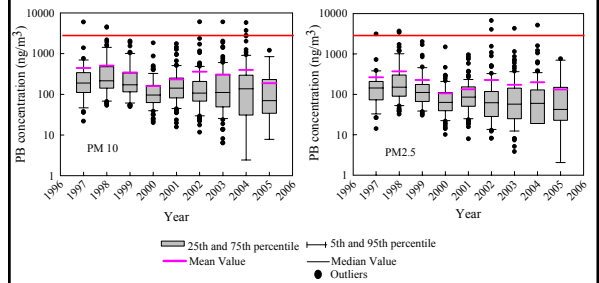 PB concentration (ng/m³)
10000
1000
100
10
1
PM 10
1996
1997
1998
1999
2000
2001
2002
2003
2004
2005
2006
Year
PB concentration (ng/m³)
10000
1000
100
10
1
PM2.5
1996
1997
1998
1999
2000
2001
2002
2003
2004
2005
2006
Year
25th and 75th percentile
5th and 95th percentile
Mean Value
Median Value
Outliers